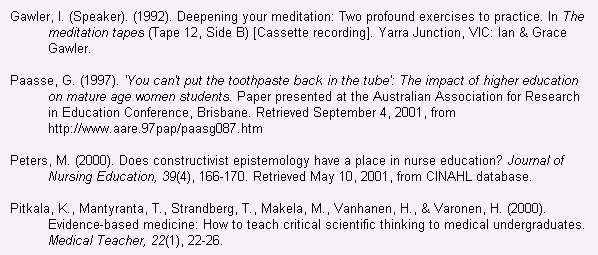 Gawler, I. (Speaker). (1992). Deepening your meditation: Two profound exercises to practice. In The
meditation tapes (Tape 12, Side B) [Cassette recording]. Yarra Junction, VIC: Ian & Grace
Gawler.
Paasse, G. (1997). 'You can't put the toothpaste back in the tube': The impact of higher education
on mature age women students. Paper presented at the Australian Association for Research
in Education Conference, Brisbane. Retrieved September 4, 2001, from
http://www.aare.97pap/paasg087.htm
Peters, M. (2000). Does constructivist epistemology have a place in nurse education? Journal of
Nursing Education, 39(4), 166-170. Retrieved May 10, 2001, from CINAHL database.
Pitkala, K., Mantyranta, T., Strandberg, T., Makela, M., Vanhanen, H., & Varonen, H. (2000).
Evidence-based medicine: How to teach critical scientific thinking to medical undergraduates.
Medical Teacher, 22(1), 22-26.